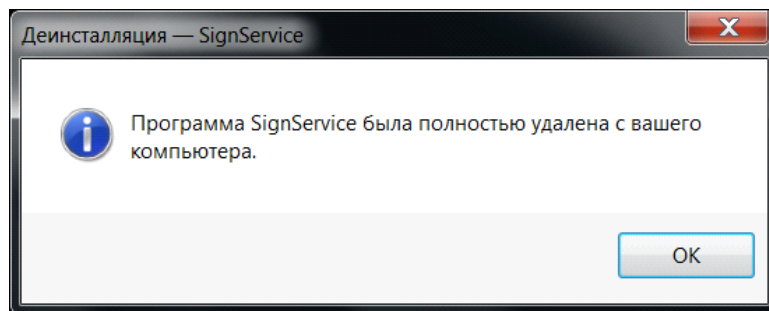 Деинсталляция — SignService
Программа SignService была полностью удалена с вашего
компьютера.
OK